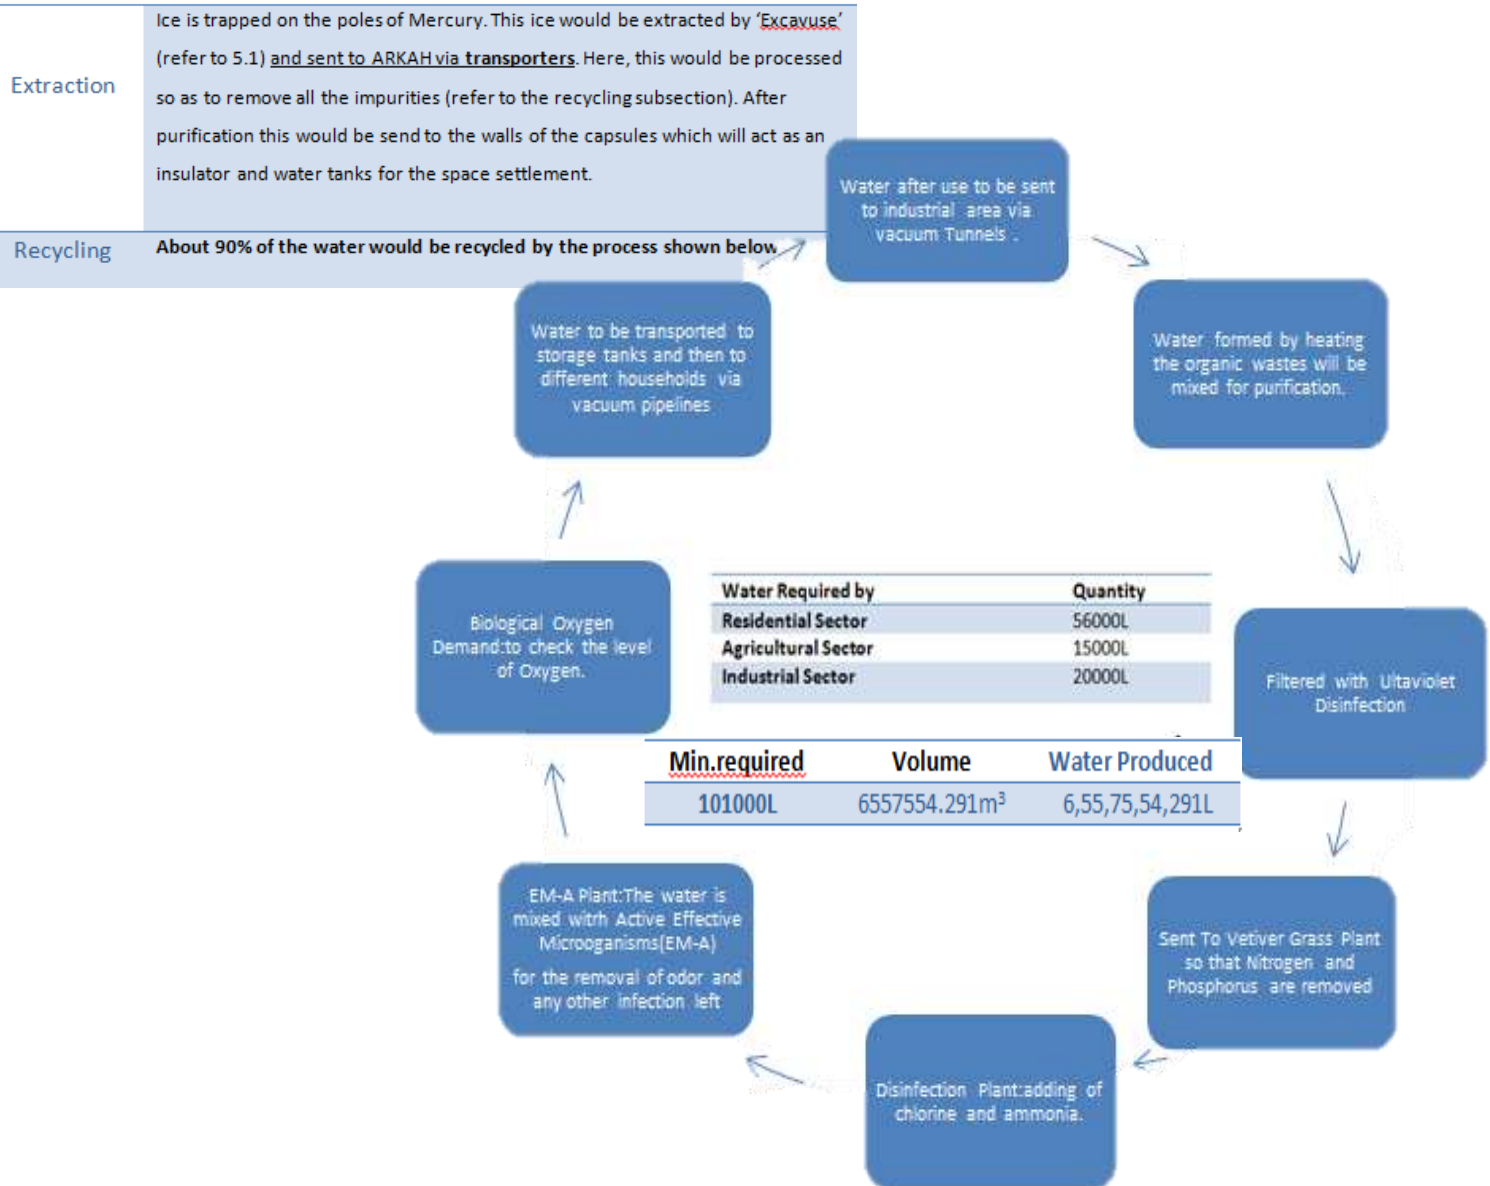 Extraction
Ice is trapped on the poles of Mercury. This ice would be extracted by ‘Excavuse’
(refer to 5.1) and sent to ARKAH via transporters. Here, this would be processed
so as to remove all the impurities (refer to the recycling subsection). After
purification this would be send to the walls of the capsules which will act as an
insulator and water tanks for the space settlement.
Recycling
About 90% of the water would be recycled by the process shown below
Water after use to be sent
to industrial area via
vacuum Tunnels .
Water formed by heating
the organic wastes will be
mixed for purification.
Filtered with Ultaviolet
Disinfection
Sent To Vetiver Grass Plant
so that Nitrogen and
Phosphorus are removed
Disinfection Plant:adding of
chlorine and ammonia.
EM-A Plant:The water is
mixed witrh Active Effective
Microoganisms(EM-A)
for the removal of odor and
any other infection left
Biological Oxygen
Demand:to check the level
of Oxygen.
Water to be transported to
storage tanks and then to
different households via
vacuum pipelines
Water Required by Quantity
Residential Sector 56000L
Agricultural Sector 15000L
Industrial Sector 20000L
Min.required Volume Water Produced
101000L 6557554.291m³ 6,55,75,54,291L